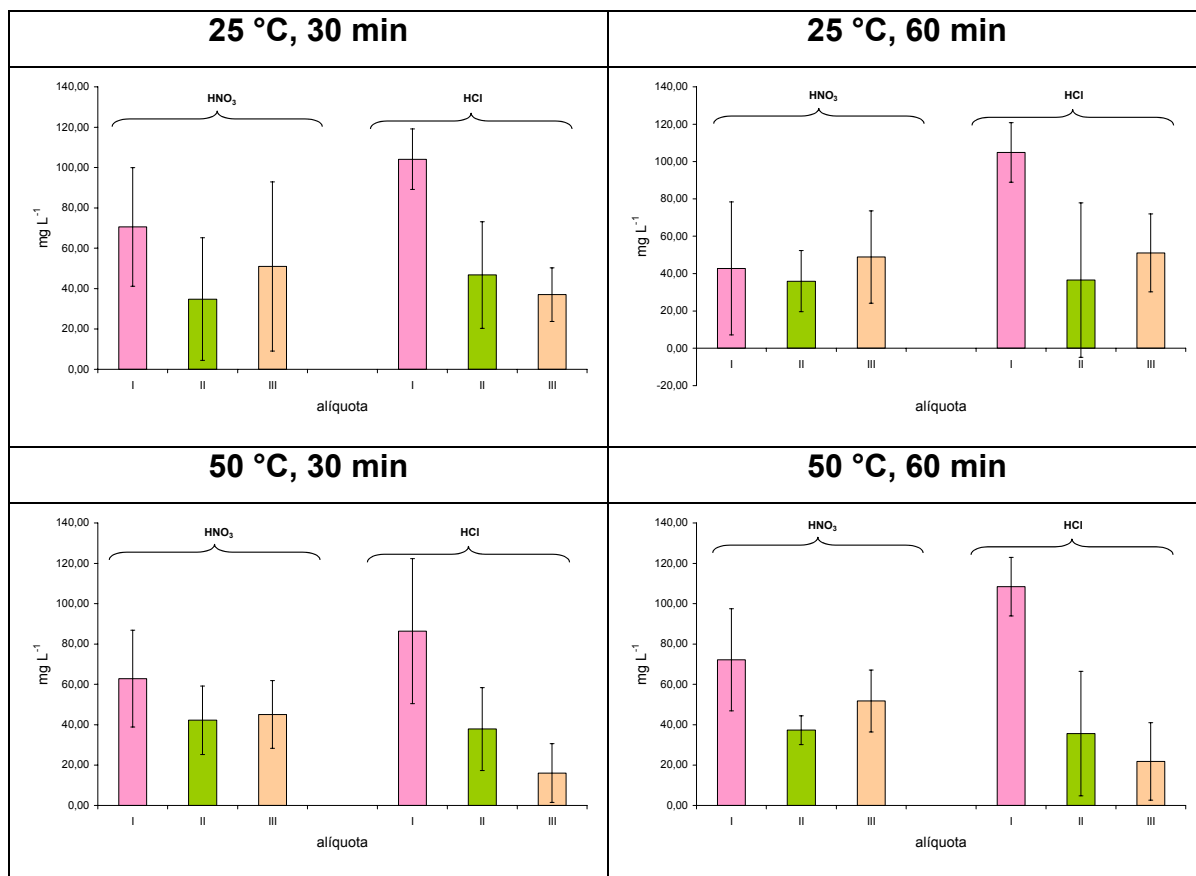 25 °C, 30 min
25 °C, 60 min
140,00
120,00
100,00
80,00
60,00
40,00
20,00
0,00
mg L⁻¹
HNO₃
HCl
I
II
III
I
II
III
alíquota
140,00
120,00
100,00
80,00
60,00
40,00
20,00
0,00
-20,00
mg L⁻¹
HNO₃
HCl
I
II
III
I
II
III
alíquota
50 °C, 30 min
50 °C, 60 min
140,00
120,00
100,00
80,00
60,00
40,00
20,00
0,00
mg L⁻¹
HNO₃
HCl
I
II
III
I
II
III
alíquota
140,00
120,00
100,00
80,00
60,00
40,00
20,00
0,00
mg L⁻¹
HNO₃
HCl
I
II
III
I
II
III
alíquota